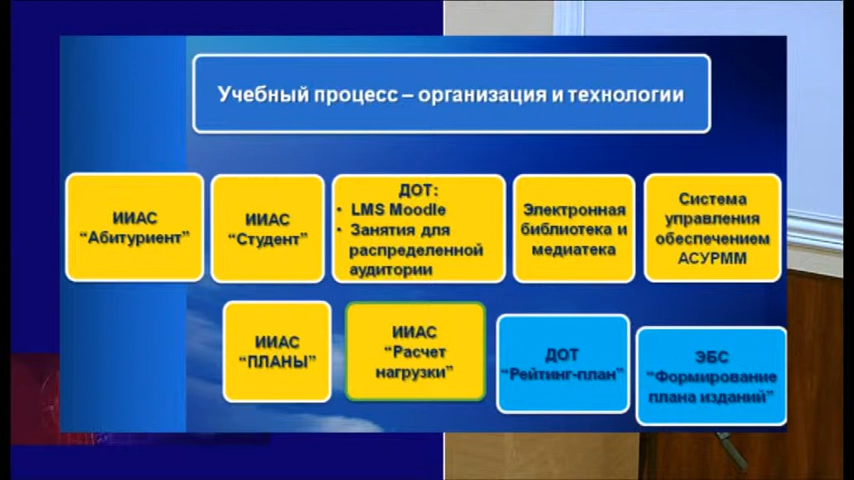 Учебный процесс – организация и технологии
ИИАС
“Абитуриент”
ИИАС
“Студент”
ДОТ:
• LMS Moodle
• Занятия для
распределенной
аудитории
Электронная
библиотека и
медиатека
Система
управления
обеспечением
АСУРММ
ИИАС
“ПЛАНЫ”
ИИАС
“Расчет
нагрузки”
ДОТ
“Рейтинг-план”
ЭБС
“Формирование
плана изданий”